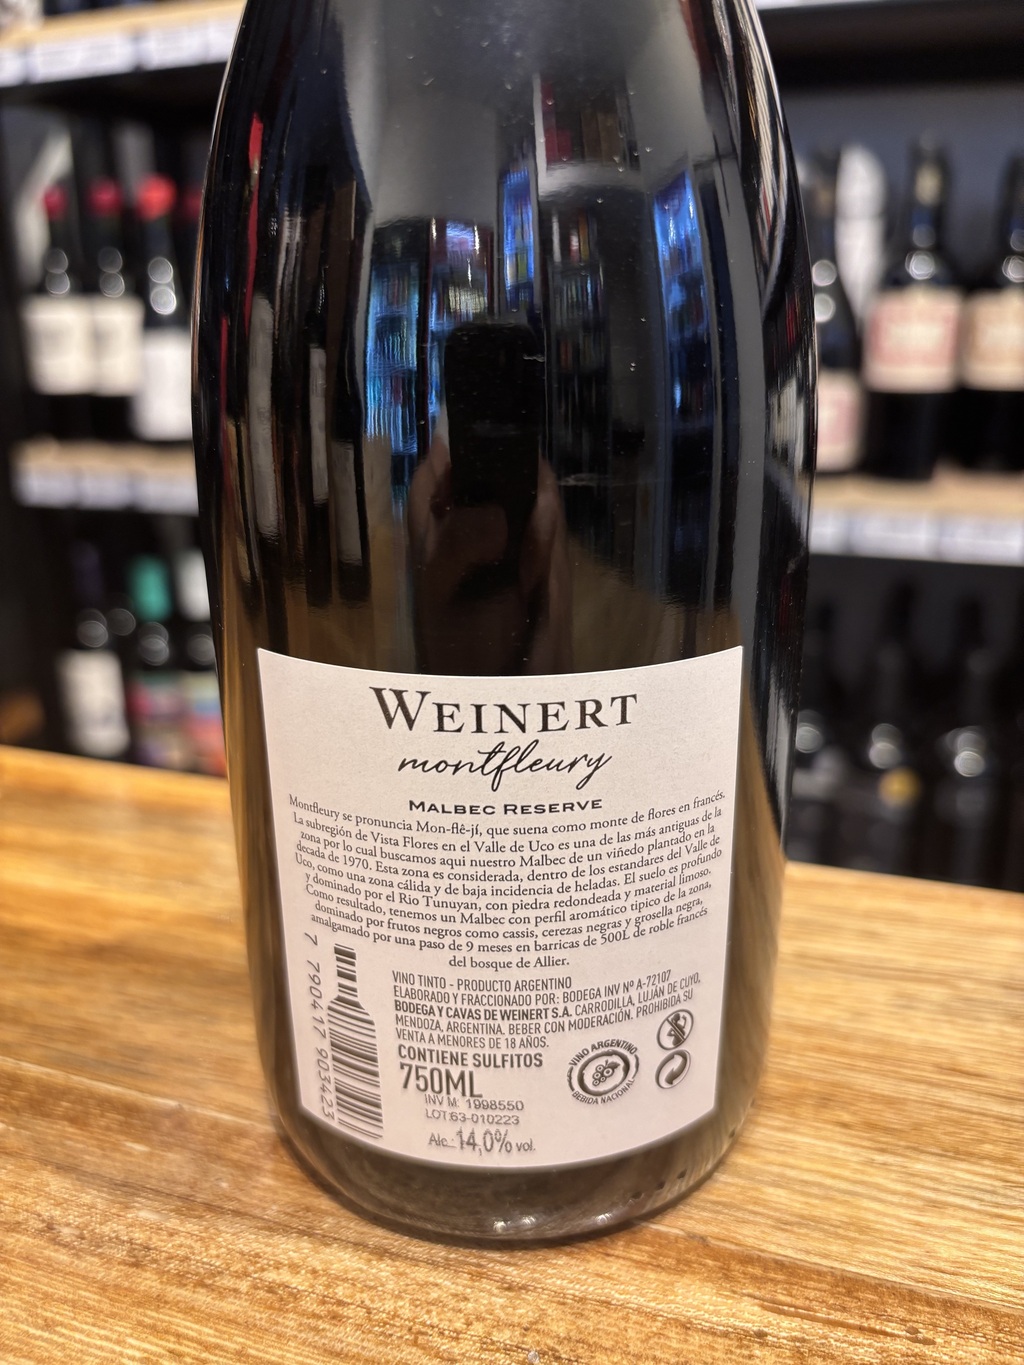 WEINERT
montfleury
MALBEC RESERVE
Montfleury se pronuncia Mon-flê-jí, que suena como monte de flores en francés.
La subregión de Vista Flores en el Valle de Uco es una de las más antiguas de la
zona por lo cual buscamos aqui nuestro Malbec de un viñedo plantado en la
decada de 1970. Esta zona es considerada, dentro de los estandares del Valle de
Uco, como una zona cálida y de baja incidencia de heladas. El suelo es profundo
y dominado por el Rio Tunuyan, con piedra redondeada y material limoso.
Como resultado, tenemos un Malbec con perfil aromático tipico de la zona,
dominado por frutos negros como cassis, cerezas negras y grosella negra,
amalgamado por una paso de 9 meses en barricas de 500L de roble francés
del bosque de Allier.
7 790417 903423
VINO TINTO - PRODUCTO ARGENTINO
ELABORADO Y FRACCIONADO POR: BODEGA INV Nº A-72107
BODEGA Y CAVAS DE WEINERT S.A. CARRODILLA, LUJÁN DE CUYO,
MENDOZA, ARGENTINA. BEBER CON MODERACIÓN. PROHIBIDA SU
VENTA A MENORES DE 18 AÑOS.
CONTIENE SULFITOS
750ML
INV M: 1998550
LOT:63-010223
Alc.: 14,0% vol.
VINO ARGENTINO
BEBIDA NACIONAL